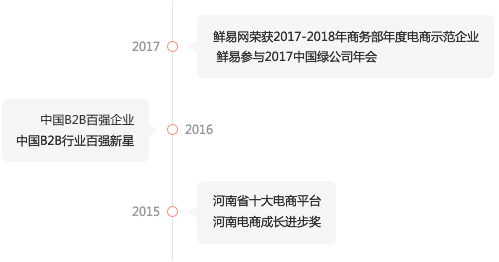 2017
鲜易网荣获2017-2018年商务部年度电商示范企业
鲜易参与2017中国绿公司年会
中国B2B百强企业
中国B2B行业百强新星
2016
2015
河南省十大电商平台
河南电商成长进步奖